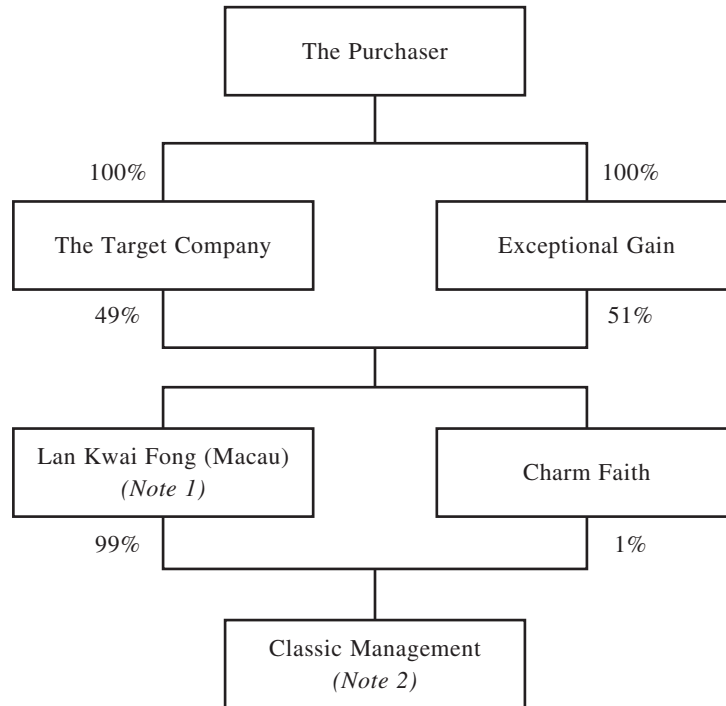 The Purchaser
100%
100%
The Target Company
Exceptional Gain
49%
51%
Lan Kwai Fong (Macau)
(Note 1)
Charm Faith
99%
1%
Classic Management
(Note 2)